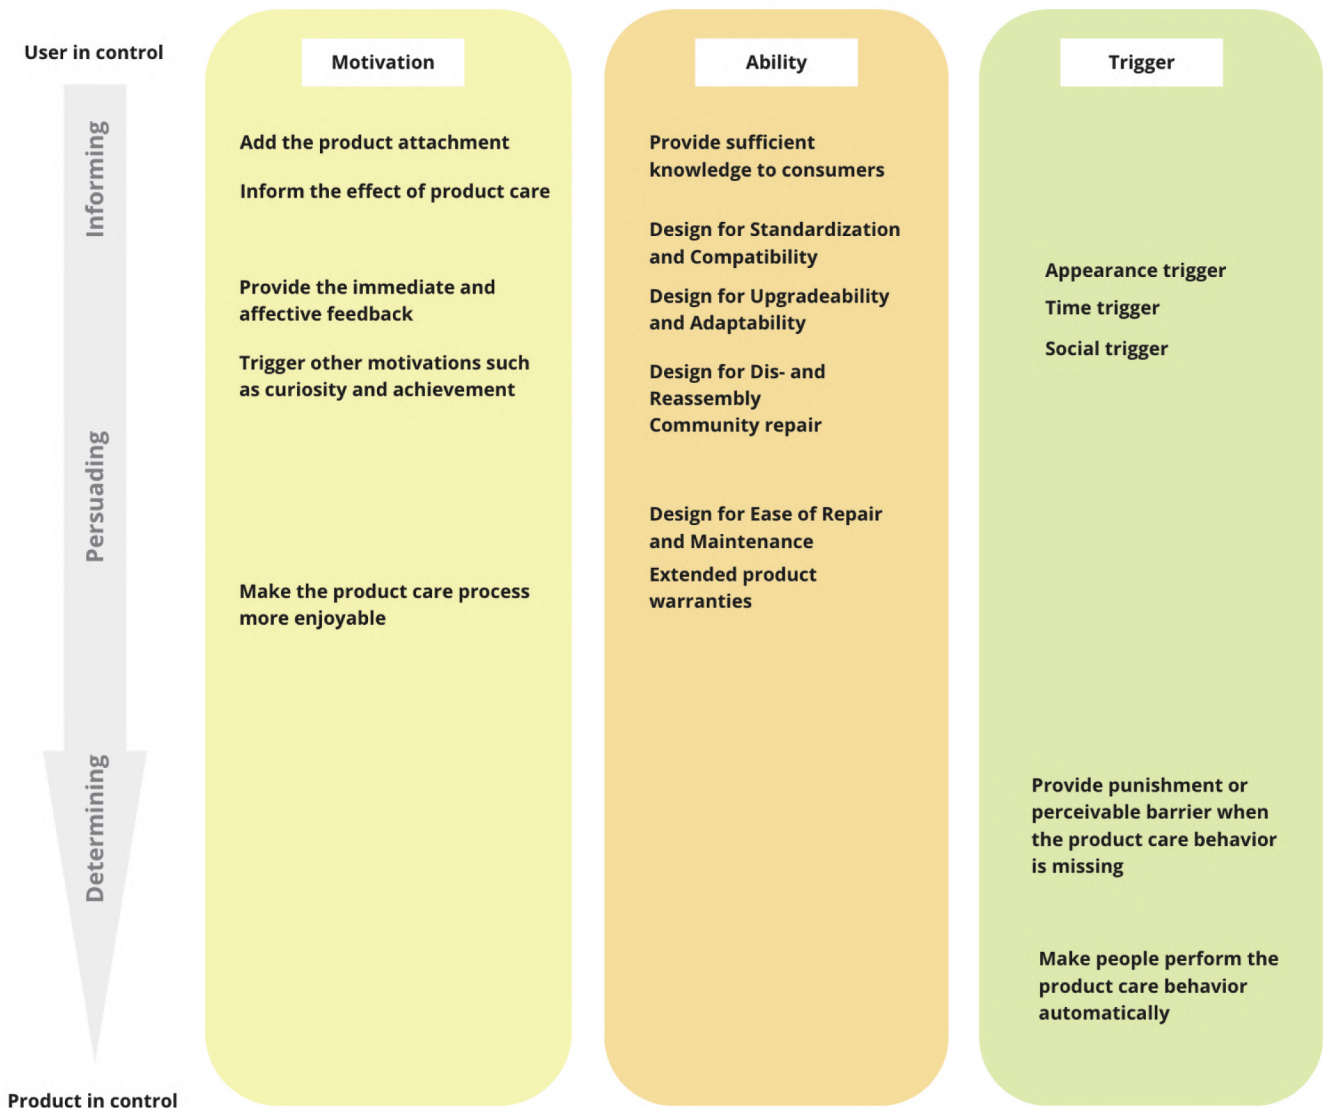 User in control
Informing
Persuading
Determining
Product in control
Motivation
Add the product attachment
Inform the effect of product care
Provide the immediate and
affective feedback
Trigger other motivations such
as curiosity and achievement
Make the product care process
more enjoyable
Ability
Provide sufficient
knowledge to consumers
Design for Standardization
and Compatibility
Design for Upgradeability
and Adaptability
Design for Dis- and
Reassembly
Community repair
Design for Ease of Repair
and Maintenance
Extended product
warranties
Trigger
Appearance trigger
Time trigger
Social trigger
Provide punishment or
perceivable barrier when
the product care behavior
is missing
Make people perform the
product care behavior
automatically